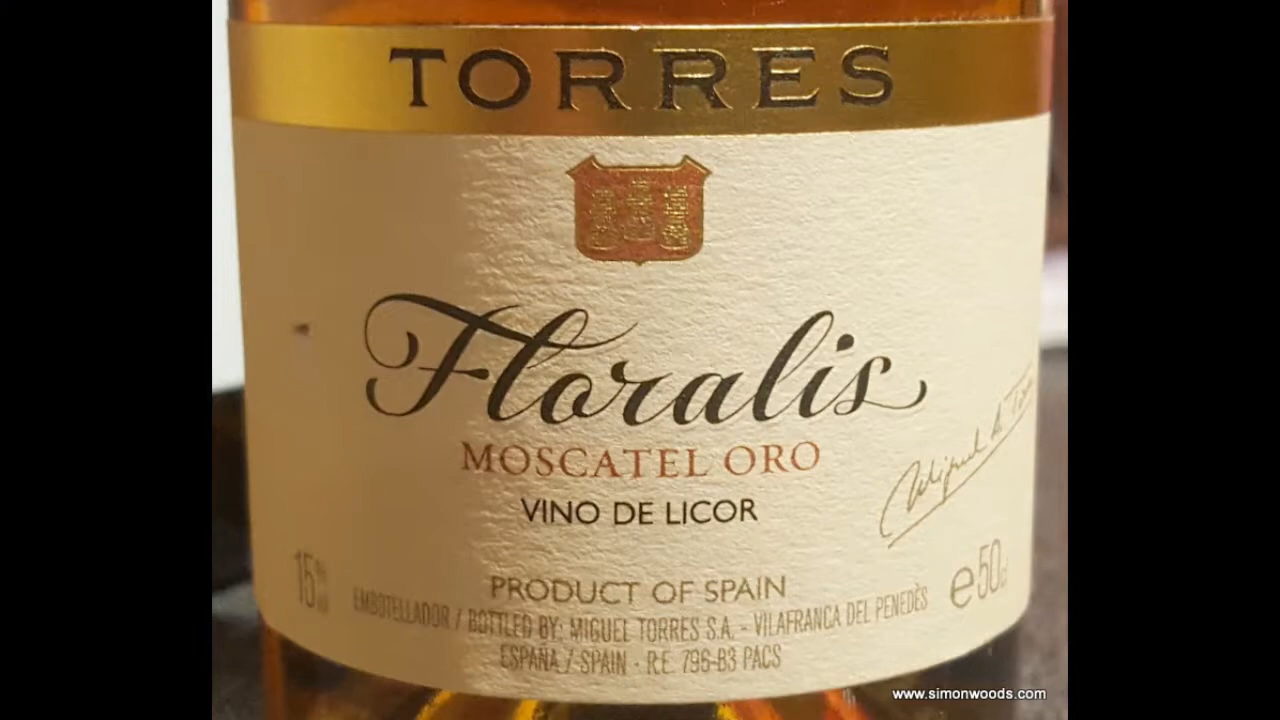 TORRES
Floralis
MOSCATEL ORO
VINO DE LICOR
PRODUCT OF SPAIN
15%
e50cl
EMBOTELLADOR / BOTTLED BY: MIGUEL TORRES S.A. - VILAFRANCA DEL PENEDÈS
ESPAÑA / SPAIN - R.E. 796-B3 PACS
www.simonwoods.com